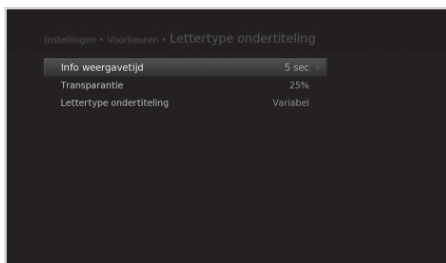 Instellingen • Voorkeuren • Lettertype ondertiteling
Info weergavetijd 5 sec >
Transparantie 25%
Lettertype ondertiteling Variabel